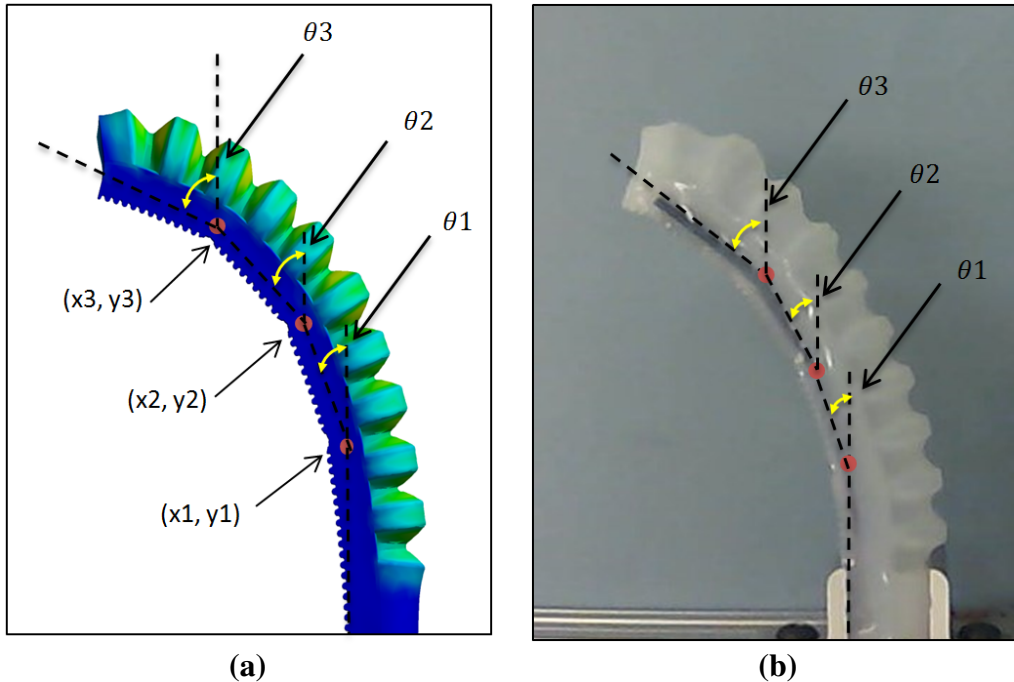 θ3
θ2
θ1
(x3, y3)
(x2, y2)
(x1, y1)
(a)
θ3
θ2
θ1
(b)